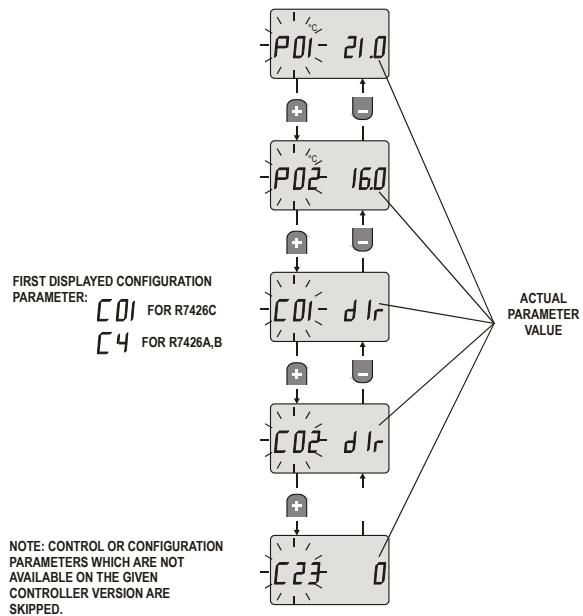 °C
P01 21.0
+ -
°C
P02 16.0
+ -
FIRST DISPLAYED CONFIGURATION
PARAMETER:
C01 FOR R7426C
C4 FOR R7426A,B
C01 dIr
ACTUAL
PARAMETER
VALUE
+ -
C02 dIr
+
NOTE: CONTROL OR CONFIGURATION
PARAMETERS WHICH ARE NOT
AVAILABLE ON THE GIVEN
CONTROLLER VERSION ARE
SKIPPED.
C23 0